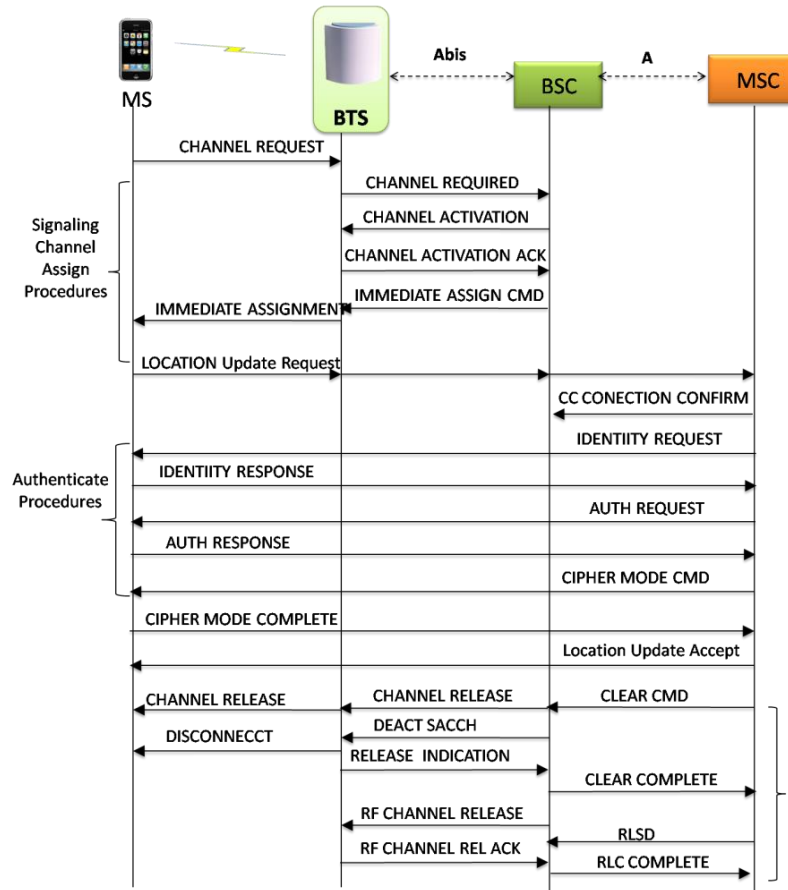 Abis
A
MS
BTS
BSC
MSC
CHANNEL REQUEST
CHANNEL REQUIRED
CHANNEL ACTIVATION
Signaling
Channel
Assign
Procedures
CHANNEL ACTIVATION ACK
IMMEDIATE ASSIGN CMD
IMMEDIATE ASSIGNMENT
LOCATION Update Request
CC CONECTION CONFIRM
IDENTIITY REQUEST
Authenticate
Procedures
IDENTIITY RESPONSE
AUTH REQUEST
AUTH RESPONSE
CIPHER MODE CMD
CIPHER MODE COMPLETE
Location Update Accept
CHANNEL RELEASE
CHANNEL RELEASE
CLEAR CMD
DEACT SACCH
DISCONNECCT
RELEASE INDICATION
CLEAR COMPLETE
RF CHANNEL RELEASE
RLSD
RF CHANNEL REL ACK
RLC COMPLETE